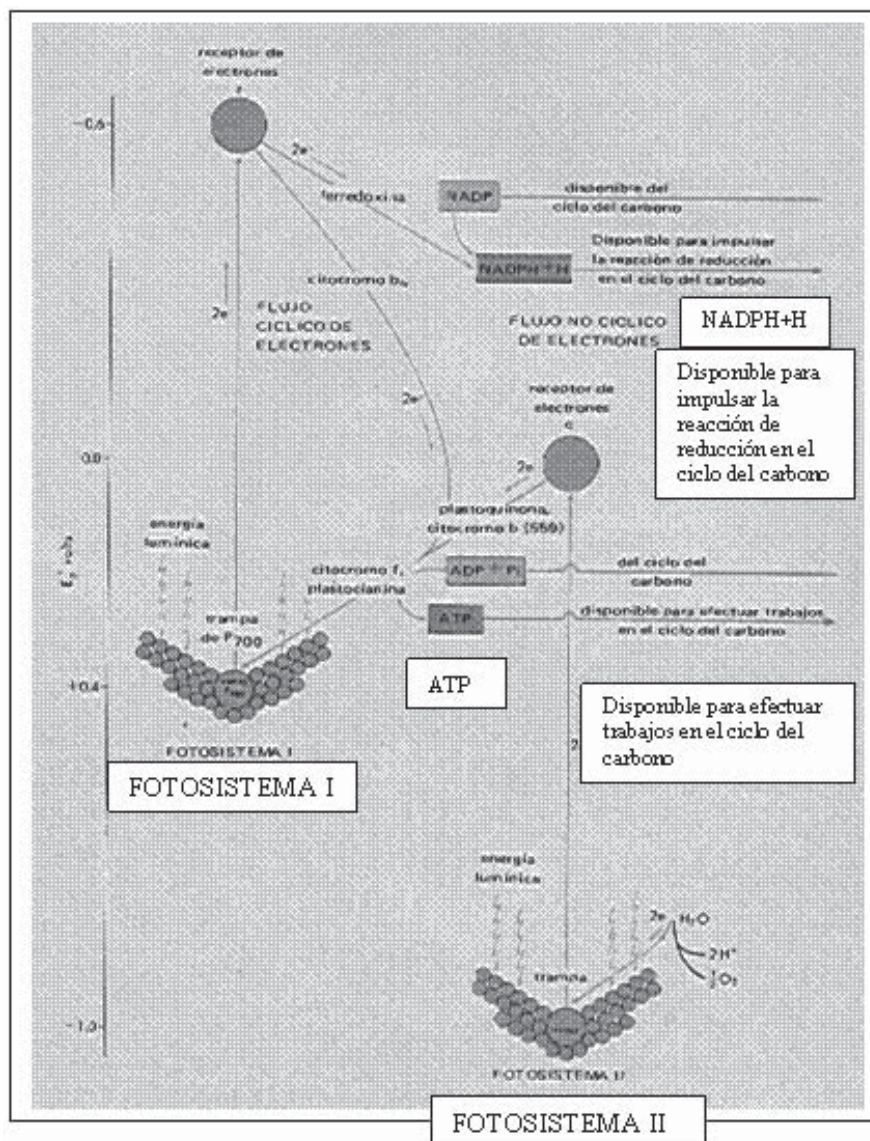 receptor de
electrones
-0.6
2e⁻
ferredoxina
NADP
disponible del
ciclo del carbono
NADPH+H
Disponible para impulsar
la reacción de reducción
en el ciclo del carbono
citocromo b₆
2e
FLUJO
CICLICO DE
ELECTRONES
FLUJO NO CICLICO
DE ELECTRONES
NADPH+H
Disponible para
impulsar la
reacción de
reducción en el
ciclo del carbono
receptor de
electrones
2e⁻
0.0
2e
plastoquinona,
citocromo b (559)
energía
lumínica
citocromo f,
plastocianina
ADP + Pi
del ciclo del
carbono
ATP
disponible para efectuar trabajos
en el ciclo del carbono
volts
trampa
de P700
+0.4
ATP
Disponible para efectuar
trabajos en el ciclo del
carbono
FOTOSISTEMA I
FOTOSISTEMA I
energía
lumínica
2e
H₂O
2H⁺
½O₂
trampa
-1.0
FOTOSISTEMA II
FOTOSISTEMA II